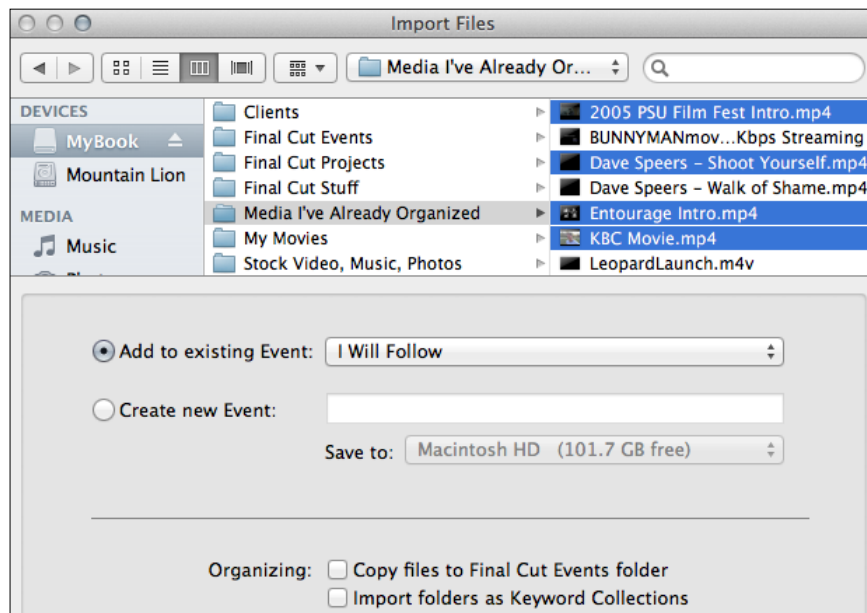 Import Files
Media I've Already Or...
DEVICES
MyBook
Mountain Lion
MEDIA
Music
Clients
Final Cut Events
Final Cut Projects
Final Cut Stuff
Media I've Already Organized
My Movies
Stock Video, Music, Photos
2005 PSU Film Fest Intro.mp4
BUNNYMANmov...Kbps Streaming
Dave Speers – Shoot Yourself.mp4
Dave Speers – Walk of Shame.mp4
Entourage Intro.mp4
KBC Movie.mp4
LeopardLaunch.m4v
Add to existing Event: I Will Follow
Create new Event:
Save to: Macintosh HD (101.7 GB free)
Organizing: Copy files to Final Cut Events folder
Import folders as Keyword Collections